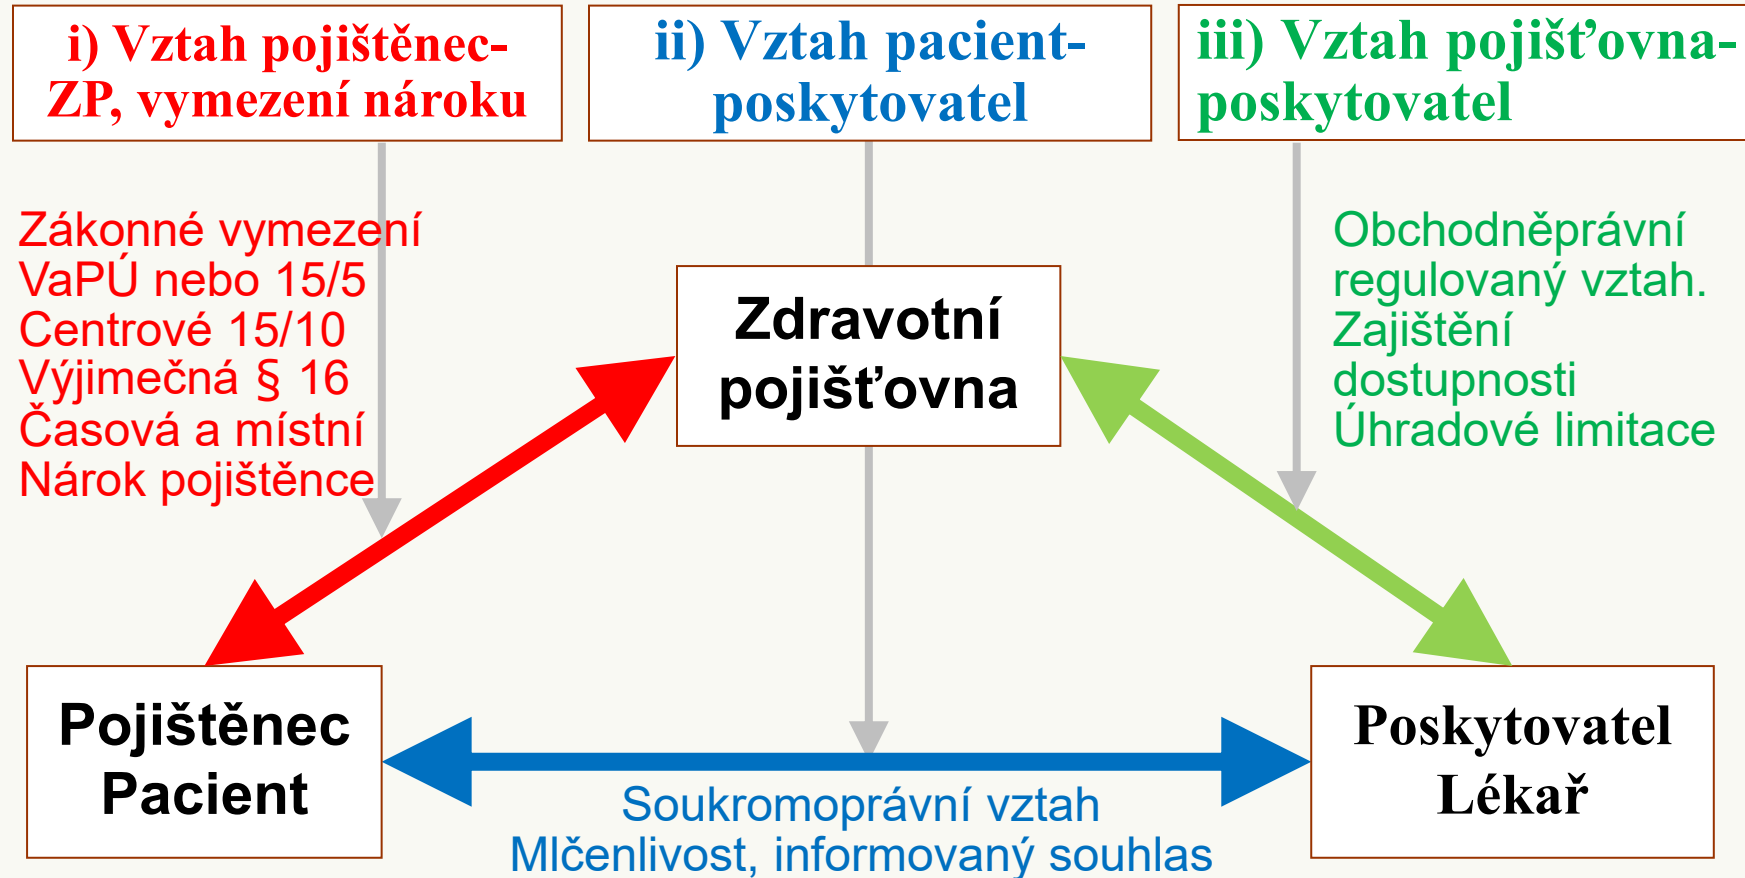 i) Vztah pojištěnec-
ZP, vymezení nároku
ii) Vztah pacient-
poskytovatel
iii) Vztah pojišťovna-
poskytovatel
Zákonné vymezení
VaPÚ nebo 15/5
Centrové 15/10
Výjimečná § 16
Časová a místní
Nárok pojištěnce
Zdravotní
pojišťovna
Obchodněprávní
regulovaný vztah.
Zajištění
dostupnosti
Úhradové limitace
Pojištěnec
Pacient
Poskytovatel
Lékař
Soukromoprávní vztah
Mlčenlivost, informovaný souhlas